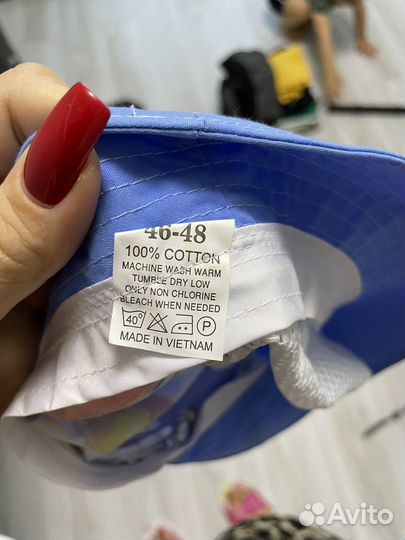 46-48
100% COTTON
MACHINE WASH WARM
TUMBLE DRY LOW
ONLY NON CHLORINE
BLEACH WHEN NEEDED
40° P
MADE IN VIETNAM
Avito